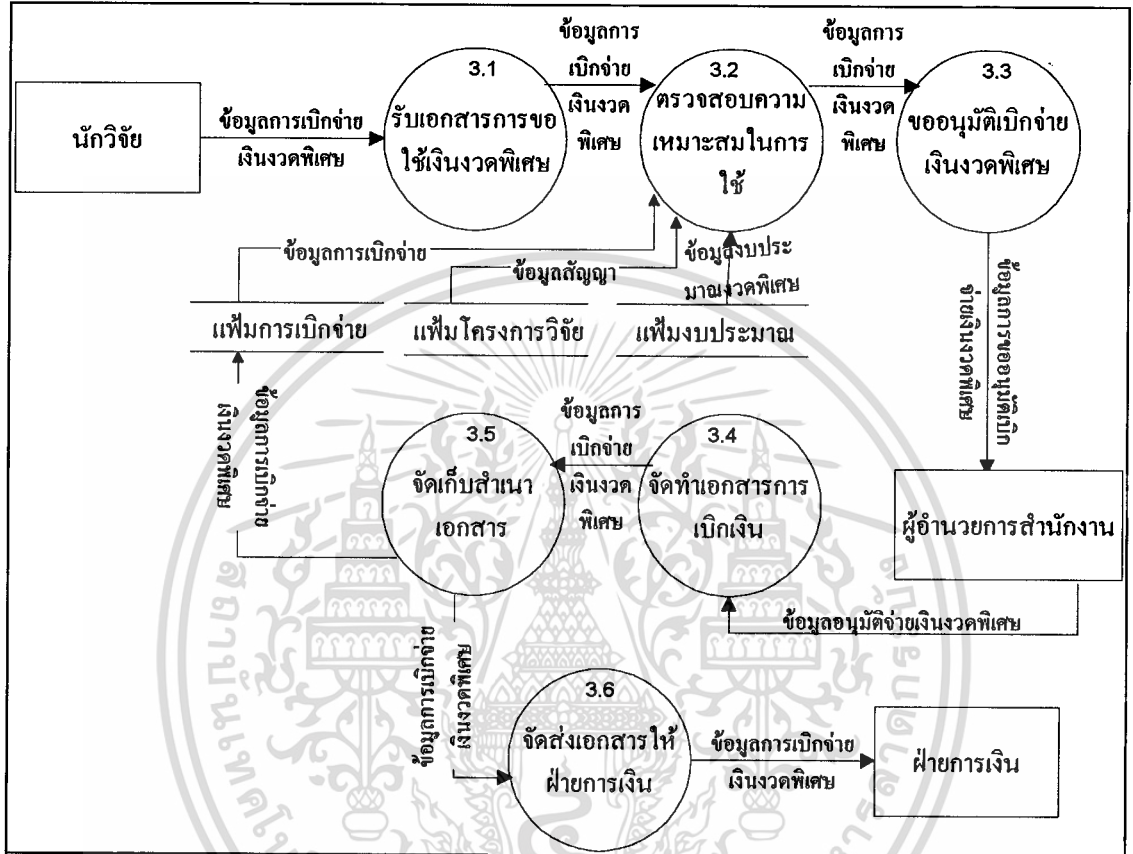 นักวิจัย
ข้อมูลการเบิกจ่าย
เงินงวดพิเศษ
3.1
รับเอกสารการขอ
ใช้เงินงวดพิเศษ
ข้อมูลการ
เบิกจ่าย
เงินงวด
พิเศษ
3.2
ตรวจสอบความ
เหมาะสมในการ
ใช้
ข้อมูลการ
เบิกจ่าย
เงินงวด
พิเศษ
3.3
ขออนุมัติเบิกจ่าย
เงินงวดพิเศษ
ข้อมูลการเบิกจ่าย
ข้อมูลสัญญา
ข้อมูลงบประ
มาณงวดพิเศษ
แฟ้มการเบิกจ่าย
แฟ้มโครงการวิจัย
แฟ้มงบประมาณ
ข้อมูลการขออนุมัติเบิก
จ่ายเงินงวดพิเศษ
ข้อมูลการเบิกจ่าย
เงินงวดพิเศษ
3.5
จัดเก็บสำเนา
เอกสาร
ข้อมูลการ
เบิกจ่าย
เงินงวด
พิเศษ
3.4
จัดทำเอกสารการ
เบิกเงิน
ผู้อำนวยการสำนักงาน
ข้อมูลอนุมัติจ่ายเงินงวดพิเศษ
ข้อมูลการเบิกจ่าย
เงินงวดพิเศษ
3.6
จัดส่งเอกสารให้
ฝ่ายการเงิน
ข้อมูลการเบิกจ่าย
เงินงวดพิเศษ
ฝ่ายการเงิน